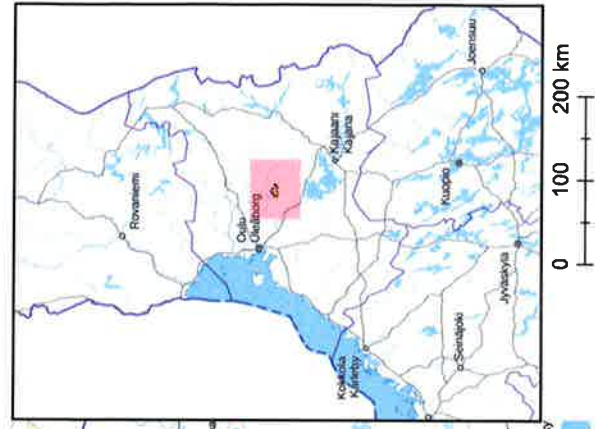 Rovaniemi
Oulu
Uleåborg
Kajaani
Kajana
Kokkola
Karleby
Kuopio
Joensuu
Seinäjoki
Jyväskylä
0 100 200 km